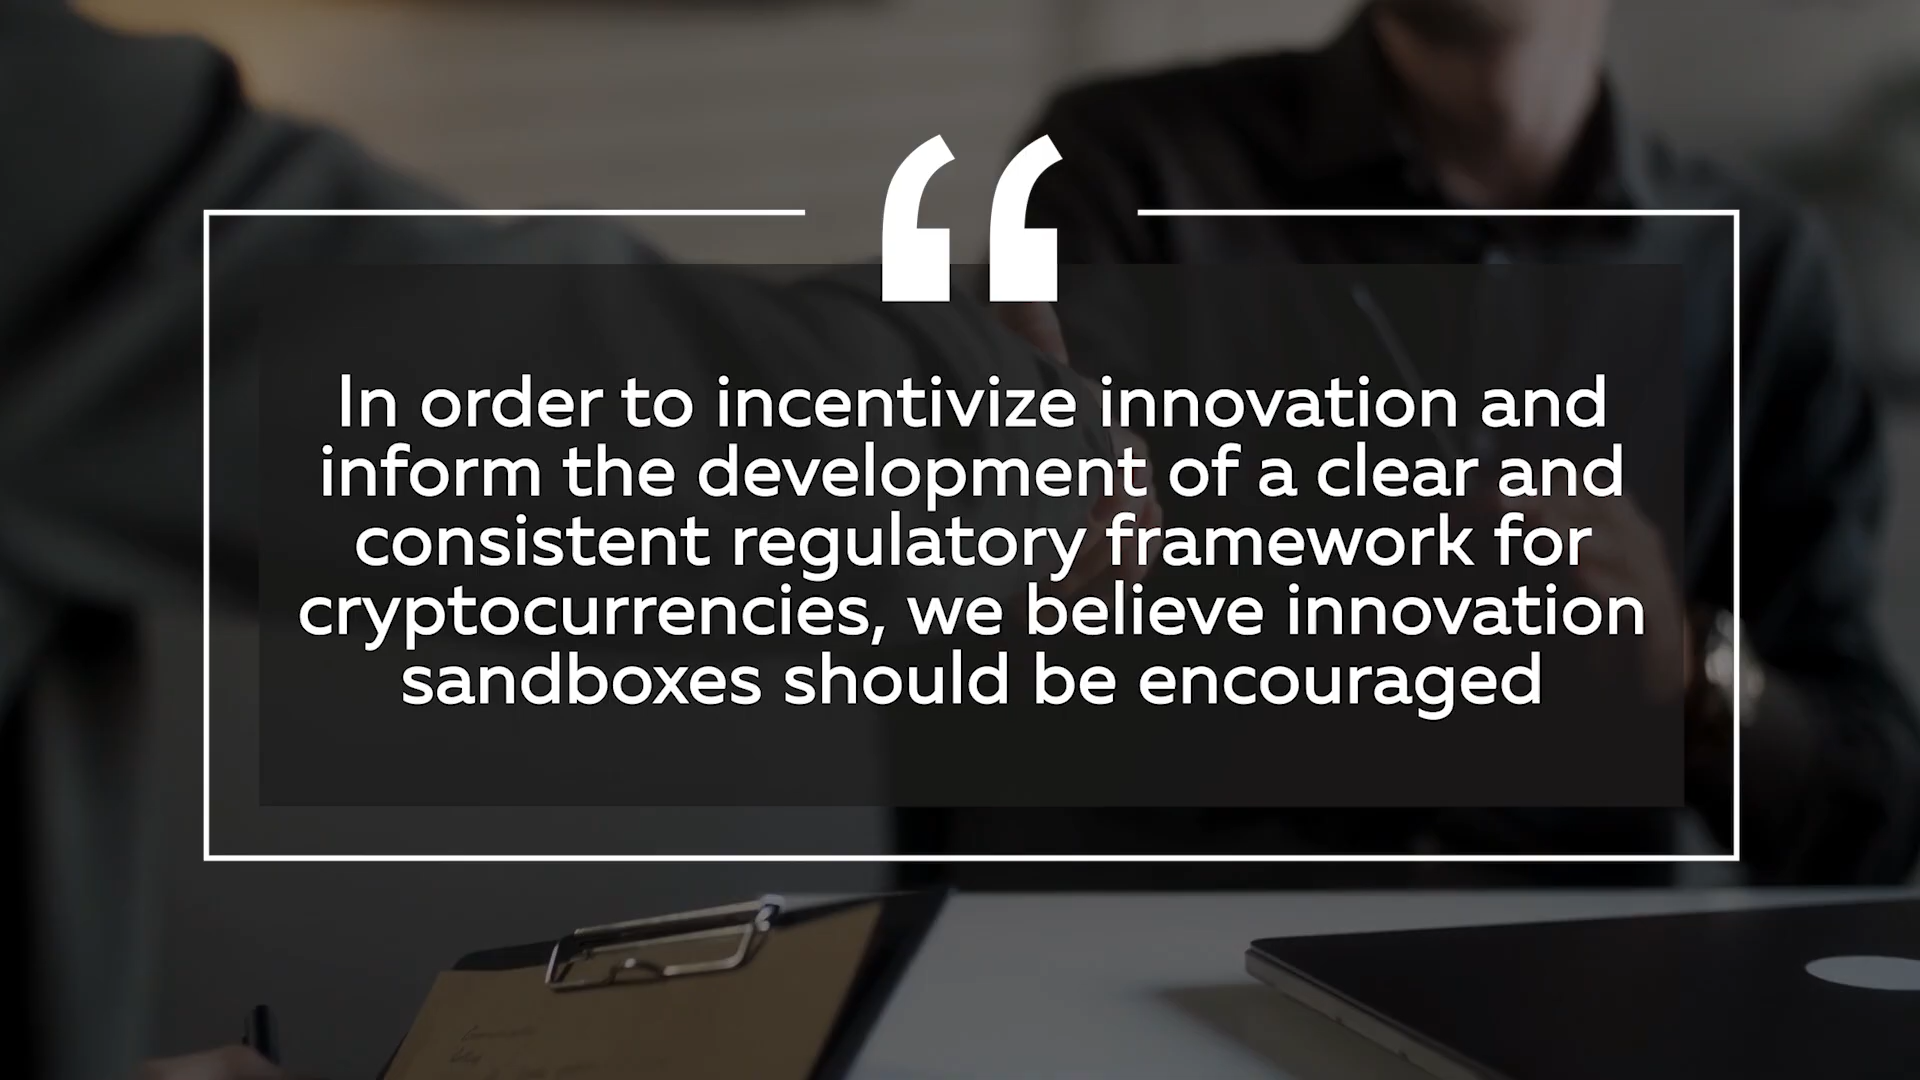 “
In order to incentivize innovation and
inform the development of a clear and
consistent regulatory framework for
cryptocurrencies, we believe innovation
sandboxes should be encouraged